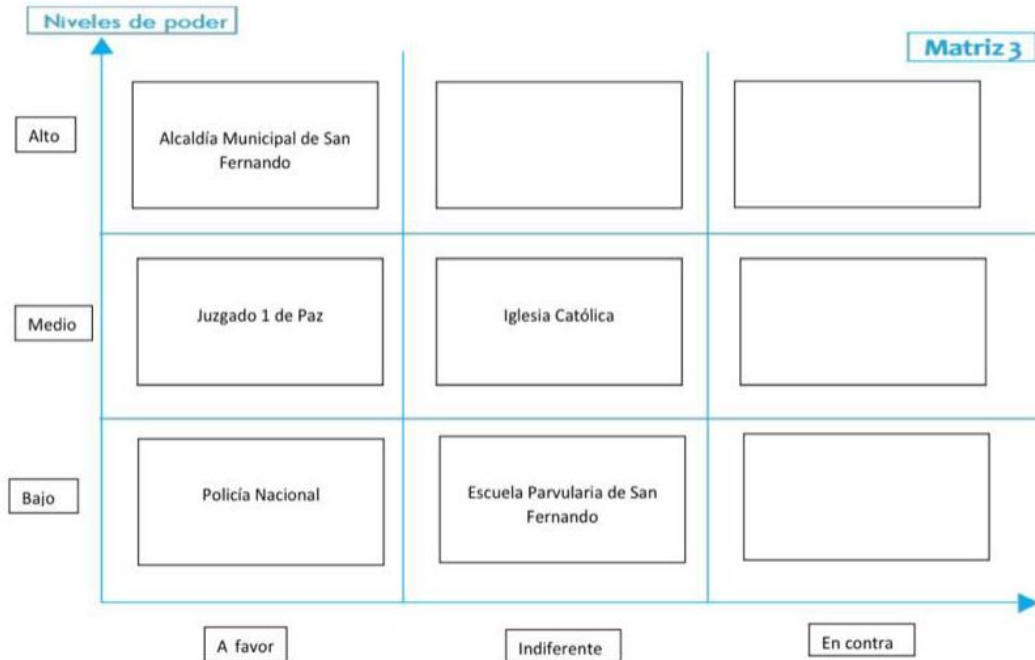 Niveles de poder
Matriz 3
Alto
Alcaldía Municipal de San
Fernando
Medio
Juzgado 1 de Paz
Iglesia Católica
Bajo
Policía Nacional
Escuela Parvularia de San
Fernando
A favor
Indiferente
En contra